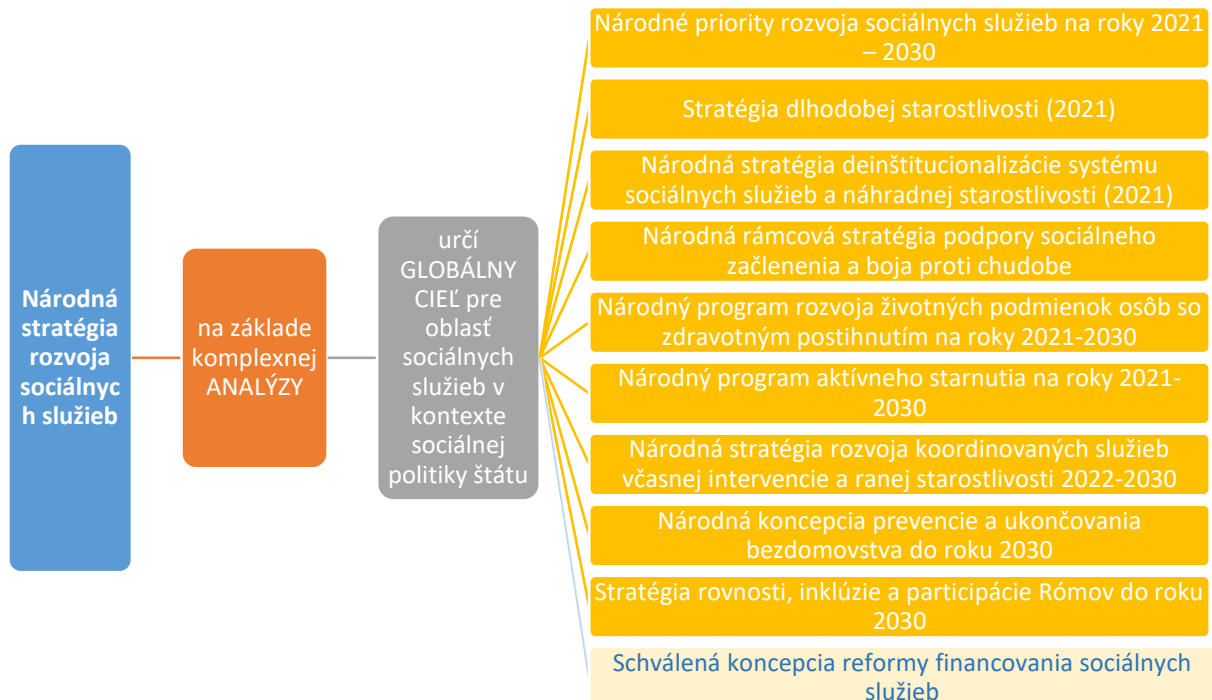 Národná
stratégia
rozvoja
sociálnyc
h služieb
na základe
komplexnej
ANALÝZY
určí
GLOBÁLNY
CIEĽ pre
oblasť
sociálnych
služieb v
kontexte
sociálnej
politiky štátu
Národné priority rozvoja sociálnych služieb na roky 2021
– 2030
Stratégia dlhodobej starostlivosti (2021)
Národná stratégia deinštitucionalizácie systému
sociálnych služieb a náhradnej starostlivosti (2021)
Národná rámcová stratégia podpory sociálneho
začlenenia a boja proti chudobe
Národný program rozvoja životných podmienok osôb so
zdravotným postihnutím na roky 2021-2030
Národný program aktívneho starnutia na roky 2021-
2030
Národná stratégia rozvoja koordinovaných služieb
včasnej intervencie a ranej starostlivosti 2022-2030
Národná koncepcia prevencie a ukončovania
bezdomovstva do roku 2030
Stratégia rovnosti, inklúzie a participácie Rómov do roku
2030
Schválená koncepcia reformy financovania sociálnych
služieb